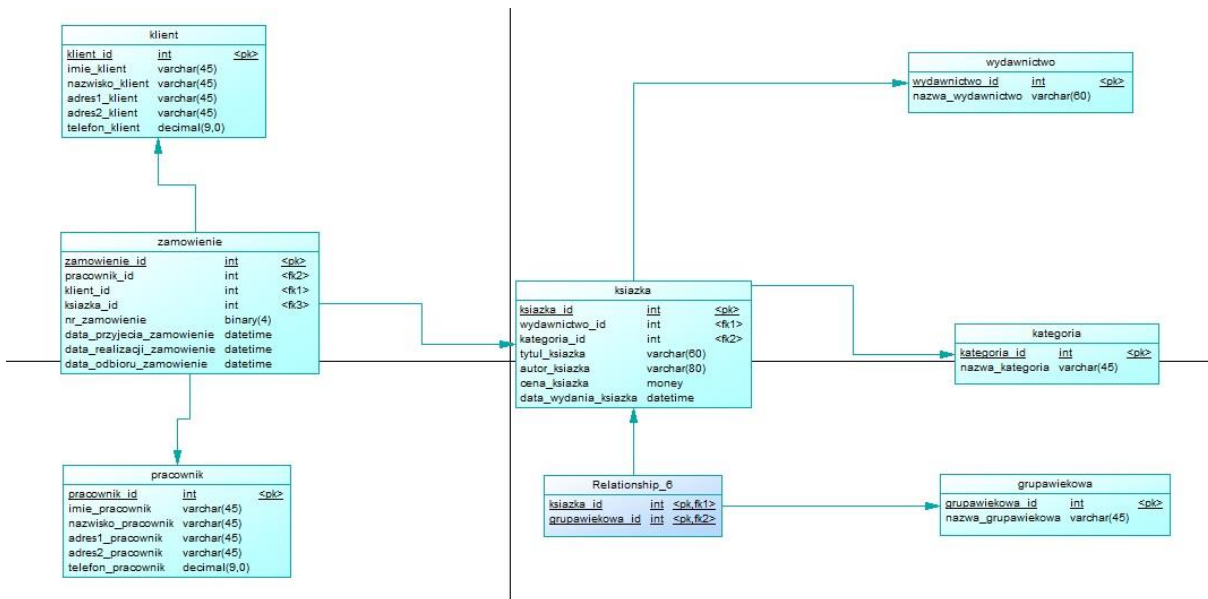 klient
klient_id int <pk>
imie_klient varchar(45)
nazwisko_klient varchar(45)
adres1_klient varchar(45)
adres2_klient varchar(45)
telefon_klient decimal(9,0)
zamowienie
zamowienie_id int <pk>
pracownik_id int <fk2>
klient_id int <fk1>
ksiazka_id int <fk3>
nr_zamowienie binary(4)
data_przyjecia_zamowienie datetime
data_realizacji_zamowienie datetime
data_odbioru_zamowienie datetime
pracownik
pracownik_id int <pk>
imie_pracownik varchar(45)
nazwisko_pracownik varchar(45)
adres1_pracownik varchar(45)
adres2_pracownik varchar(45)
telefon_pracownik decimal(9,0)
wydawnictwo
wydawnictwo_id int <pk>
nazwa_wydawnictwo varchar(60)
ksiazka
ksiazka_id int <pk>
wydawnictwo_id int <fk1>
kategoria_id int <fk2>
tytul_ksiazka varchar(60)
autor_ksiazka varchar(80)
cena_ksiazka money
data_wydania_ksiazka datetime
kategoria
kategoria_id int <pk>
nazwa_kategoria varchar(45)
Relationship_6
ksiazka_id int <pk,fk1>
grupawiekowa_id int <pk,fk2>
grupawiekowa
grupawiekowa_id int <pk>
nazwa_grupawiekowa varchar(45)